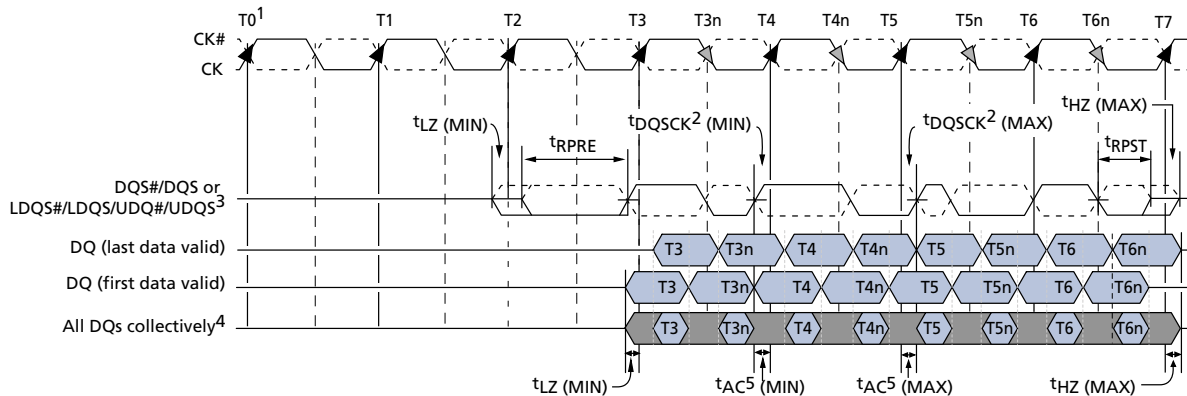 T0¹ T1 T2 T3 T3n T4 T4n T5 T5n T6 T6n T7
CK#
CK
tHZ (MAX)
tLZ (MIN) tDQSCK² (MIN) tDQSCK² (MAX)
tRPRE tRPST
DQS#/DQS or
LDQS#/LDQS/UDQ#/UDQS³
DQ (last data valid) T3 T3n T4 T4n T5 T5n T6 T6n
DQ (first data valid) T3 T3n T4 T4n T5 T5n T6 T6n
All DQs collectively⁴ T3 T3n T4 T4n T5 T5n T6 T6n
tLZ (MIN) tAC⁵ (MIN) tAC⁵ (MAX) tHZ (MAX)